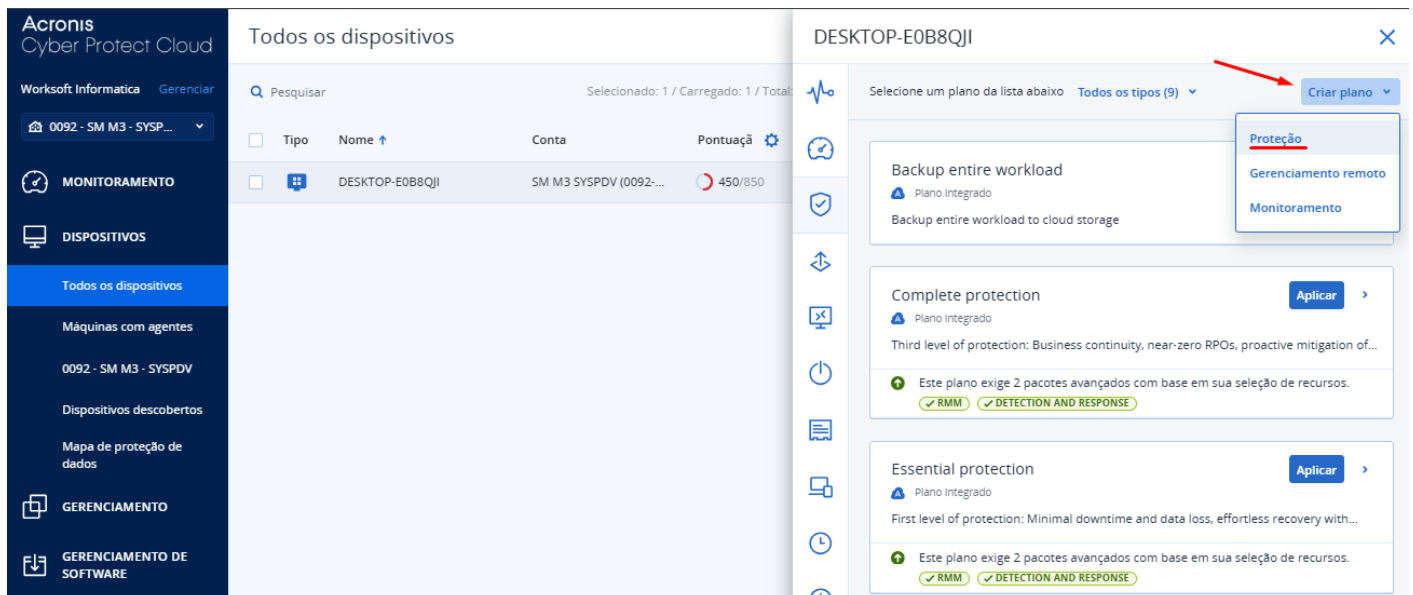 Acronis
Cyber Protect Cloud
Worksoft Informatica Gerenciar
0092 - SM M3 - SYSP...
MONITORAMENTO
DISPOSITIVOS
Todos os dispositivos
Máquinas com agentes
0092 - SM M3 - SYSPDV
Dispositivos descobertos
Mapa de proteção de
dados
GERENCIAMENTO
GERENCIAMENTO DE
SOFTWARE
Todos os dispositivos
Pesquisar
Selecionado: 1 / Carregado: 1 / Total:
Tipo Nome Conta Pontuaçã
DESKTOP-E0B8QJI SM M3 SYSPDV (0092-... 450/850
DESKTOP-E0B8QJI
Selecione um plano da lista abaixo Todos os tipos (9) Criar plano
Proteção
Gerenciamento remoto
Monitoramento
Backup entire workload
Plano Integrado
Backup entire workload to cloud storage
Complete protection Aplicar
Plano Integrado
Third level of protection: Business continuity, near-zero RPOs, proactive mitigation of...
Este plano exige 2 pacotes avançados com base em sua seleção de recursos.
RMM DETECTION AND RESPONSE
Essential protection Aplicar
Plano Integrado
First level of protection: Minimal downtime and data loss, effortless recovery with...
Este plano exige 2 pacotes avançados com base em sua seleção de recursos.
RMM DETECTION AND RESPONSE